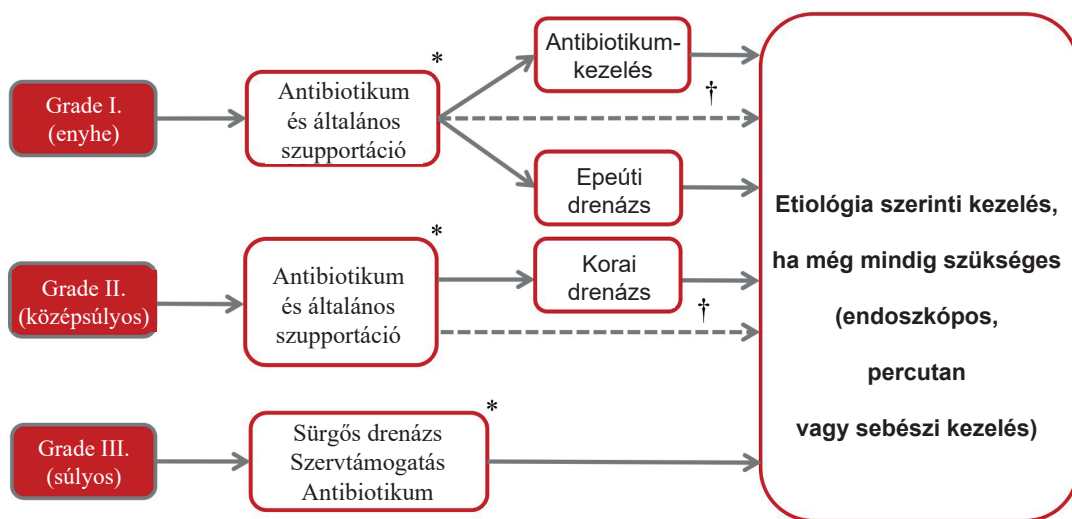 Grade I.
(enyhe)
*
Antibiotikum
és általános
szupportáció
Antibiotikum-
kezelés
†
Epeúti
drenázs
Grade II.
(középsúlyos)
*
Antibiotikum
és általános
szupportáció
Korai
drenázs
†
Grade III.
(súlyos)
*
Sürgős drenázs
Szervtámogatás
Antibiotikum
Etiológia szerinti kezelés,
ha még mindig szükséges
(endoszkópos,
percutan
vagy sebészi kezelés)